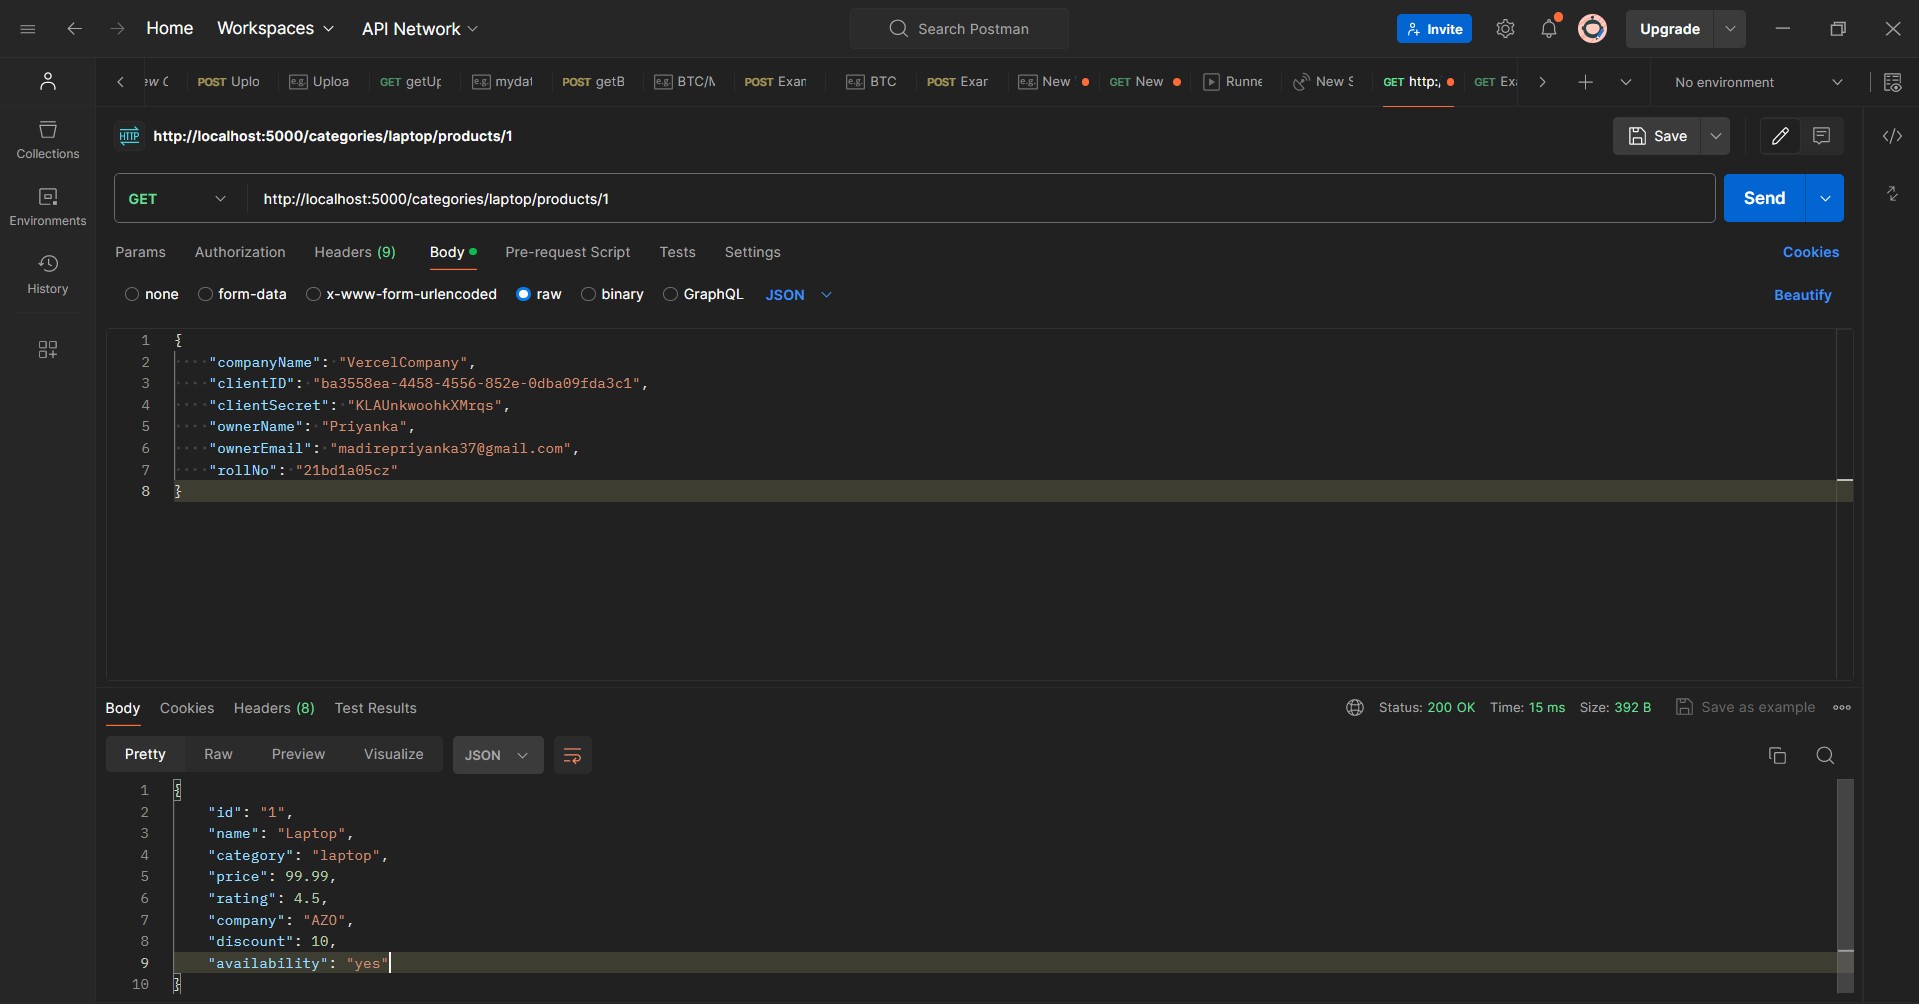 Home Workspaces API Network Search Postman Invite Upgrade
ew C POST Uplo e.g. Uploa GET getUp e.g. mydat POST getB e.g. BTC/N POST Exan e.g. BTC POST Exar e.g. New GET New Runne New S GET http:/ GET Exa No environment
HTTP http://localhost:5000/categories/laptop/products/1 Save
Collections
Environments
History
GET http://localhost:5000/categories/laptop/products/1 Send
Params Authorization Headers (9) Body Pre-request Script Tests Settings Cookies
none form-data x-www-form-urlencoded raw binary GraphQL JSON Beautify
1 {
2 "companyName": "VercelCompany",
3 "clientID": "ba3558ea-4458-4556-852e-0dba09fda3c1",
4 "clientSecret": "KLAUnkwoohkXMrqs",
5 "ownerName": "Priyanka",
6 "ownerEmail": "madirepriyanka37@gmail.com",
7 "rollNo": "21bd1a05cz"
8 }
Body Cookies Headers (8) Test Results Status: 200 OK Time: 15 ms Size: 392 B Save as example
Pretty Raw Preview Visualize JSON
1 {
2 "id": "1",
3 "name": "Laptop",
4 "category": "laptop",
5 "price": 99.99,
6 "rating": 4.5,
7 "company": "AZO",
8 "discount": 10,
9 "availability": "yes"
10 }